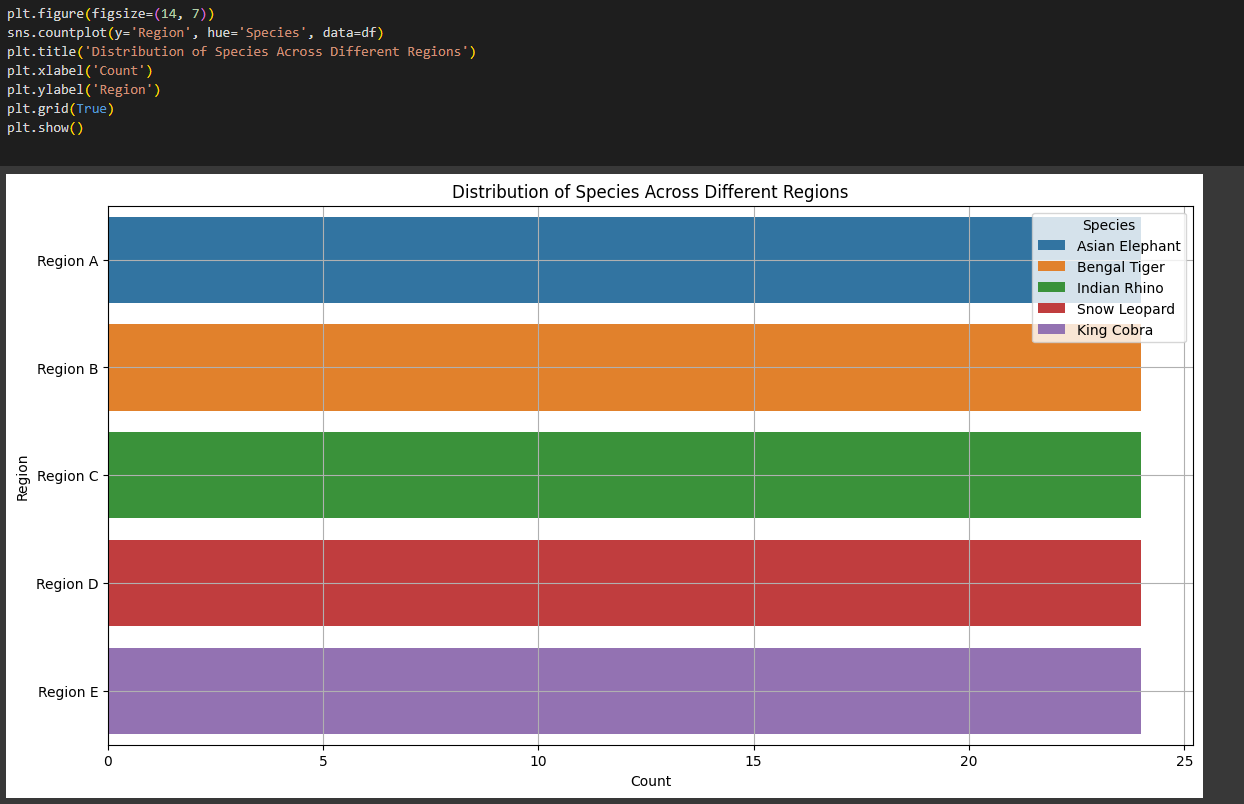 plt.figure(figsize=(14, 7))
sns.countplot(y='Region', hue='Species', data=df)
plt.title('Distribution of Species Across Different Regions')
plt.xlabel('Count')
plt.ylabel('Region')
plt.grid(True)
plt.show()
Distribution of Species Across Different Regions
Species
Asian Elephant
Bengal Tiger
Indian Rhino
Snow Leopard
King Cobra
Region
Region A
Region B
Region C
Region D
Region E
0 5 10 15 20 25
Count